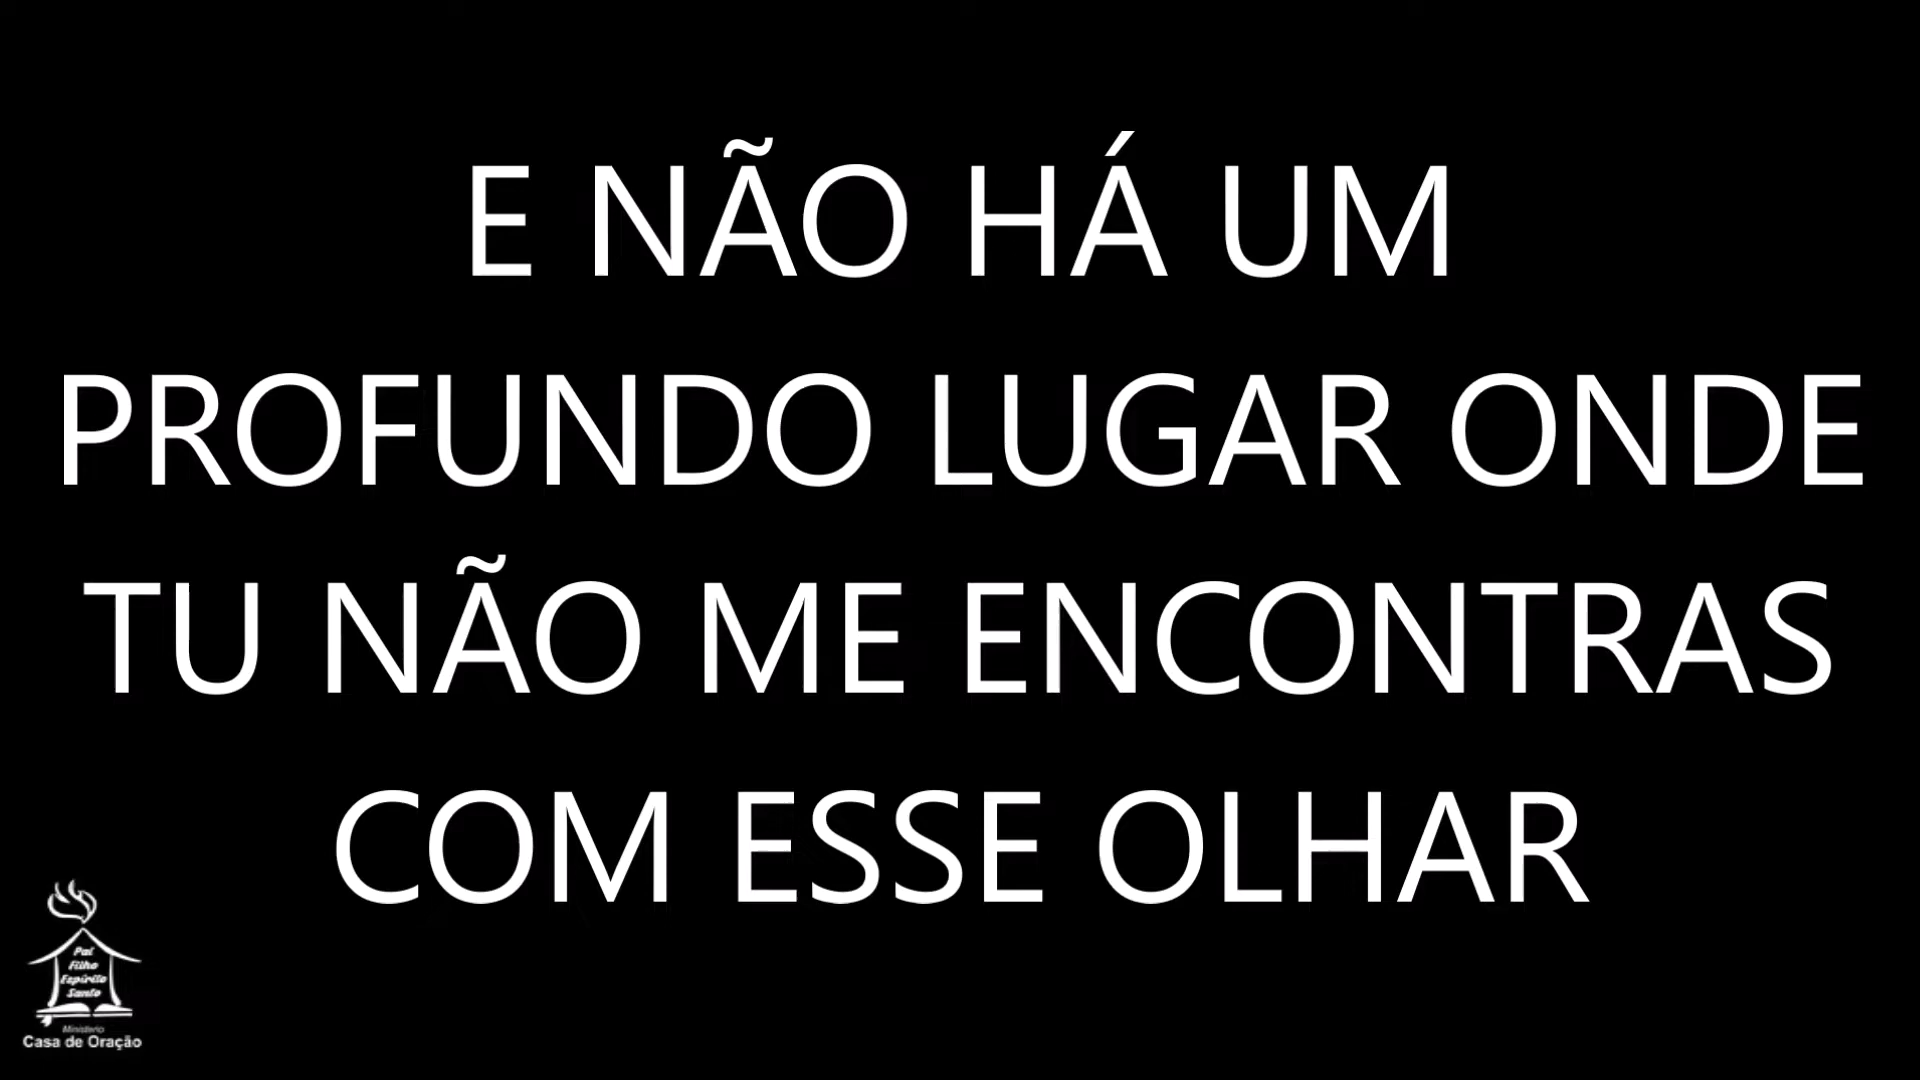 E NÃO HÁ UM
PROFUNDO LUGAR ONDE
TU NÃO ME ENCONTRAS
COM ESSE OLHAR
Pai
Filho
Espírito
Santo
Ministerio
Casa de Oração